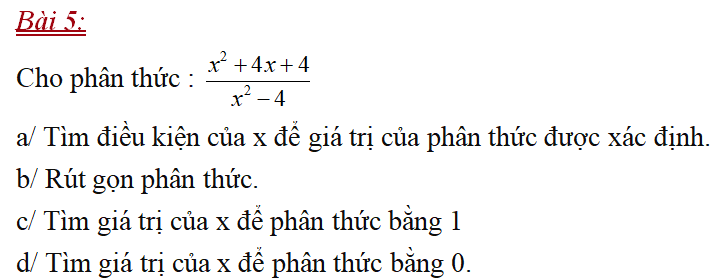 Bài 5:
Cho phân thức : \frac{x^2 + 4x + 4}{x^2 - 4}
a/ Tìm điều kiện của x để giá trị của phân thức được xác định.
b/ Rút gọn phân thức.
c/ Tìm giá trị của x để phân thức bằng 1
d/ Tìm giá trị của x để phân thức bằng 0.